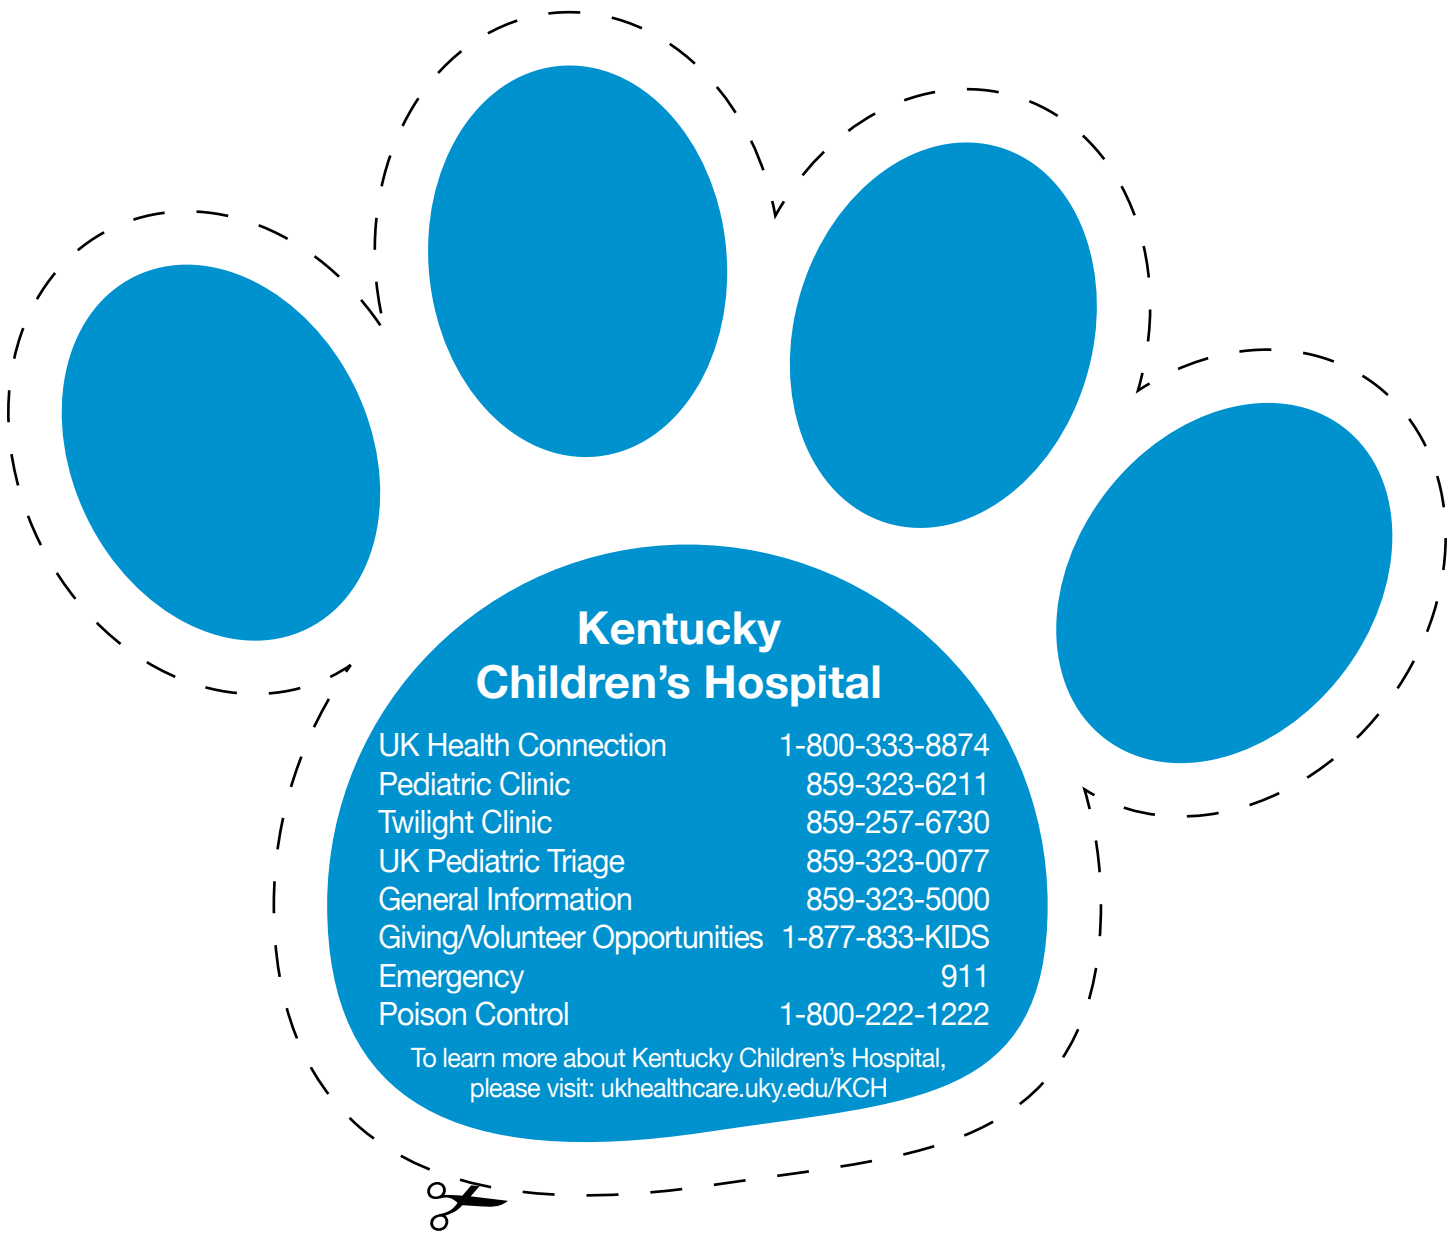 Kentucky
Children’s Hospital
UK Health Connection 1-800-333-8874
Pediatric Clinic 859-323-6211
Twilight Clinic 859-257-6730
UK Pediatric Triage 859-323-0077
General Information 859-323-5000
Giving/Volunteer Opportunities 1-877-833-KIDS
Emergency 911
Poison Control 1-800-222-1222
To learn more about Kentucky Children’s Hospital,
please visit: ukhealthcare.uky.edu/KCH